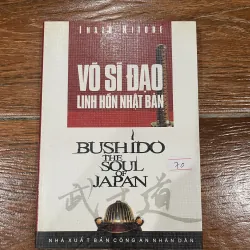 INAZO NITOBE
VÕ SĨ ĐẠO
LINH HỒN NHẬT BẢN
BUSHIDO
THE
SOUL
OF
JAPAN
70
武士道
NHÀ XUẤT BẢN CÔNG AN NHÂN DÂN